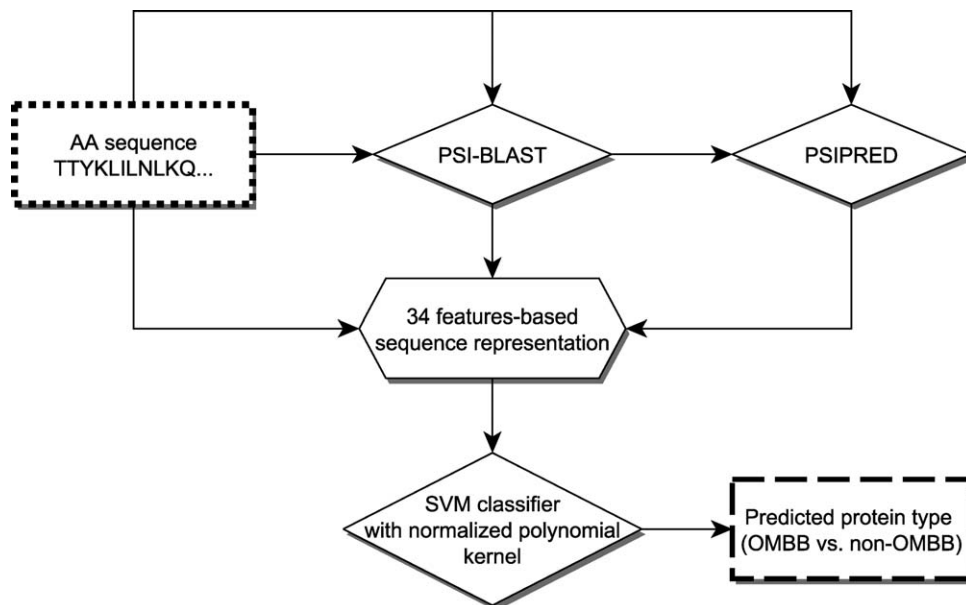 AA sequence
TTYKLILNLKQ...
PSI-BLAST
PSIPRED
34 features-based
sequence representation
SVM classifier
with normalized polynomial
kernel
Predicted protein type
(OMBB vs. non-OMBB)